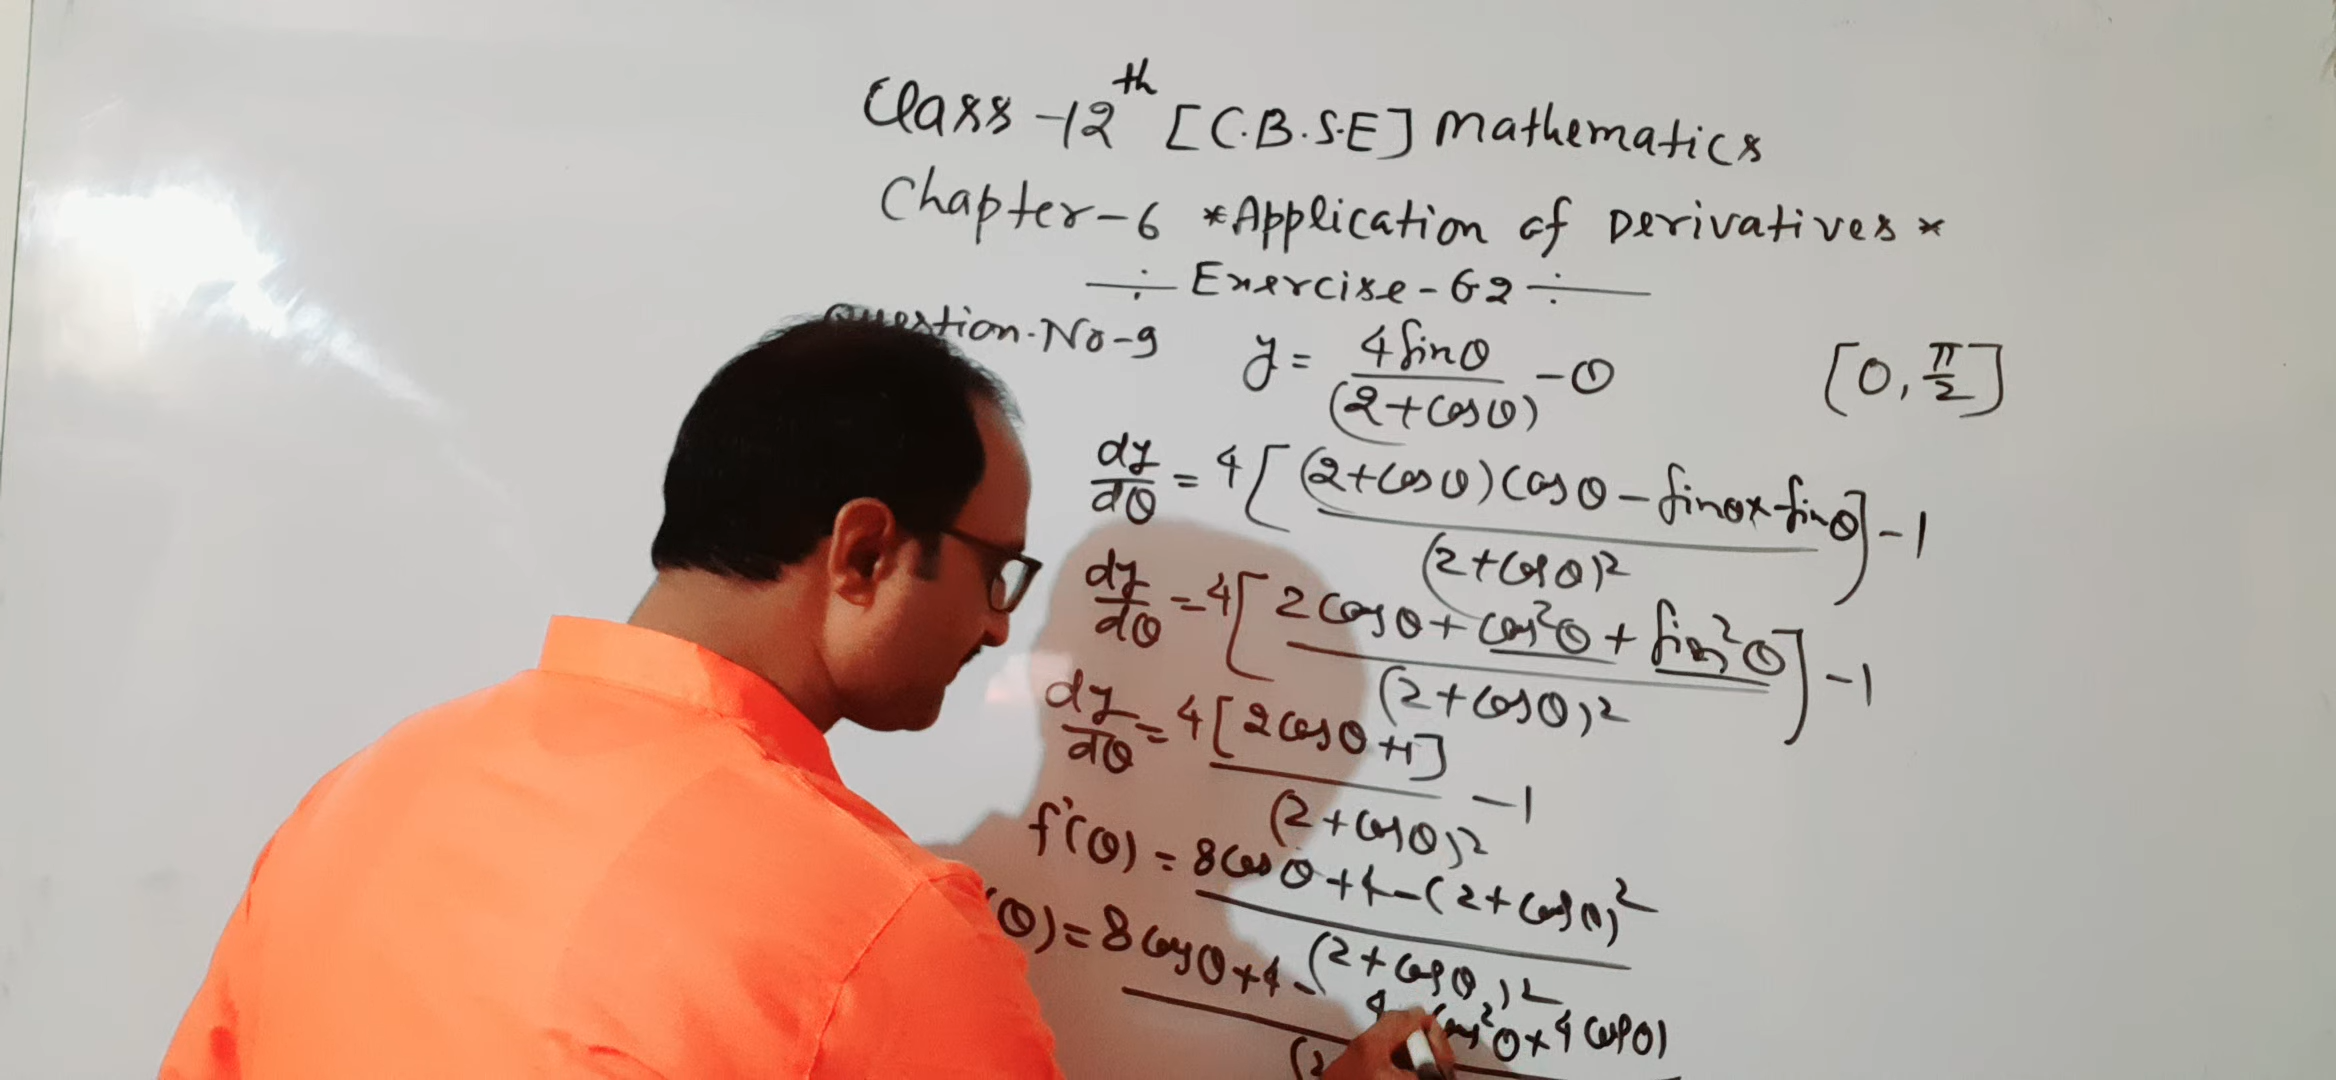 Class-12th [C.B.S.E] Mathematics
Chapter-6 *Application of Derivatives*
÷ Exercise-6.2 ÷
Question.No-9 y = 4sinθ/(2+cosθ) - θ [0, π/2]
dy/dθ = 4[(2+cosθ)cosθ - sinθ×-sinθ/(2+cosθ)²] - 1
dy/dθ = 4[2cosθ + cos²θ + sin²θ/(2+cosθ)²] - 1
dy/dθ = 4[2cosθ+1]/(2+cosθ)² - 1
f'(θ) = 8cosθ+4-(2+cosθ)²/(2+cosθ)²
(θ) = 8cosθ+4- 4 cos²θ+4cosθ)